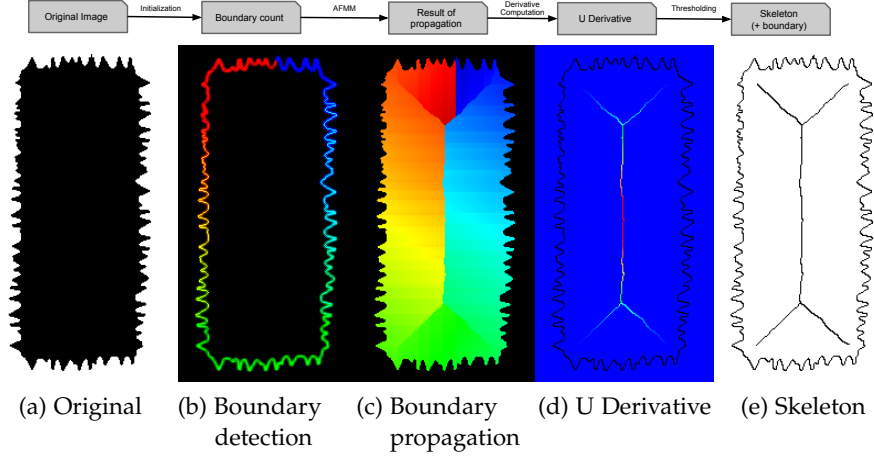 Original Image
Initialization
Boundary count
AFMM
Result of
propagation
Derivative
Computation
U Derivative
Thresholding
Skeleton
(+ boundary)
(a) Original
(b) Boundary
detection
(c) Boundary
propagation
(d) U Derivative
(e) Skeleton